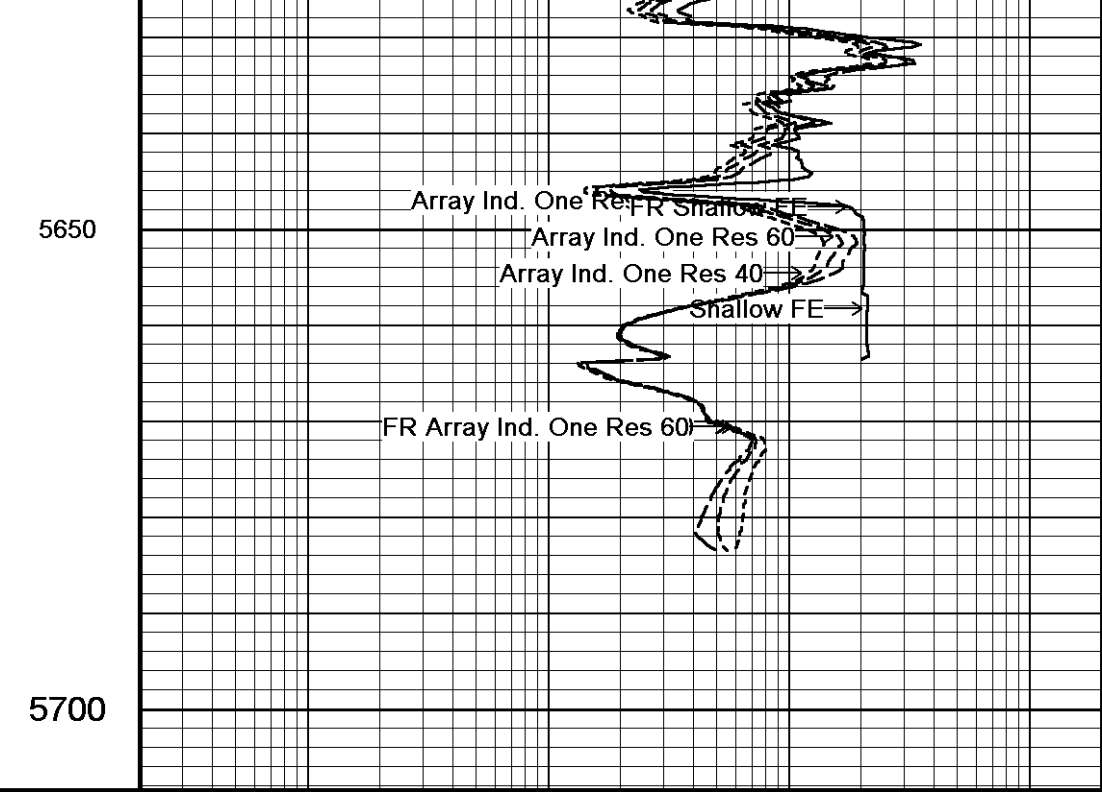 Array Ind. One Re
FR Shallow FE
5650
Array Ind. One Res 60
Array Ind. One Res 40
Shallow FE
FR Array Ind. One Res 60
5700